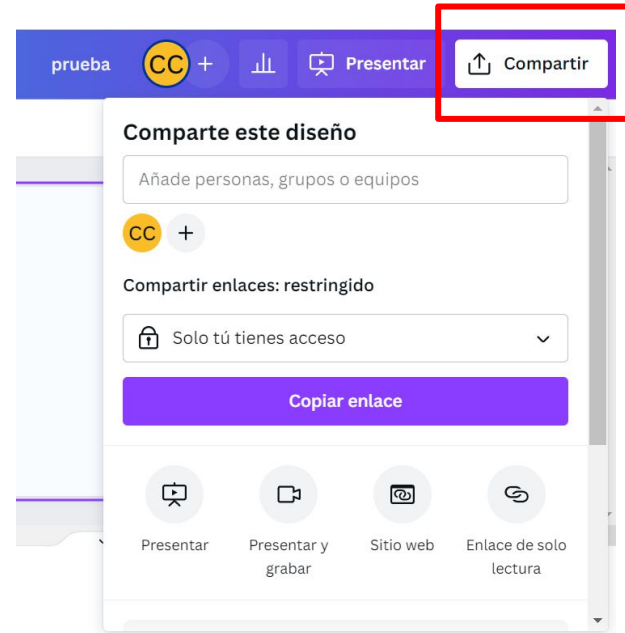 prueba CC + Presentar Compartir
Comparte este diseño
Añade personas, grupos o equipos
CC +
Compartir enlaces: restringido
Solo tú tienes acceso
Copiar enlace
Presentar Presentar y grabar Sitio web Enlace de solo lectura